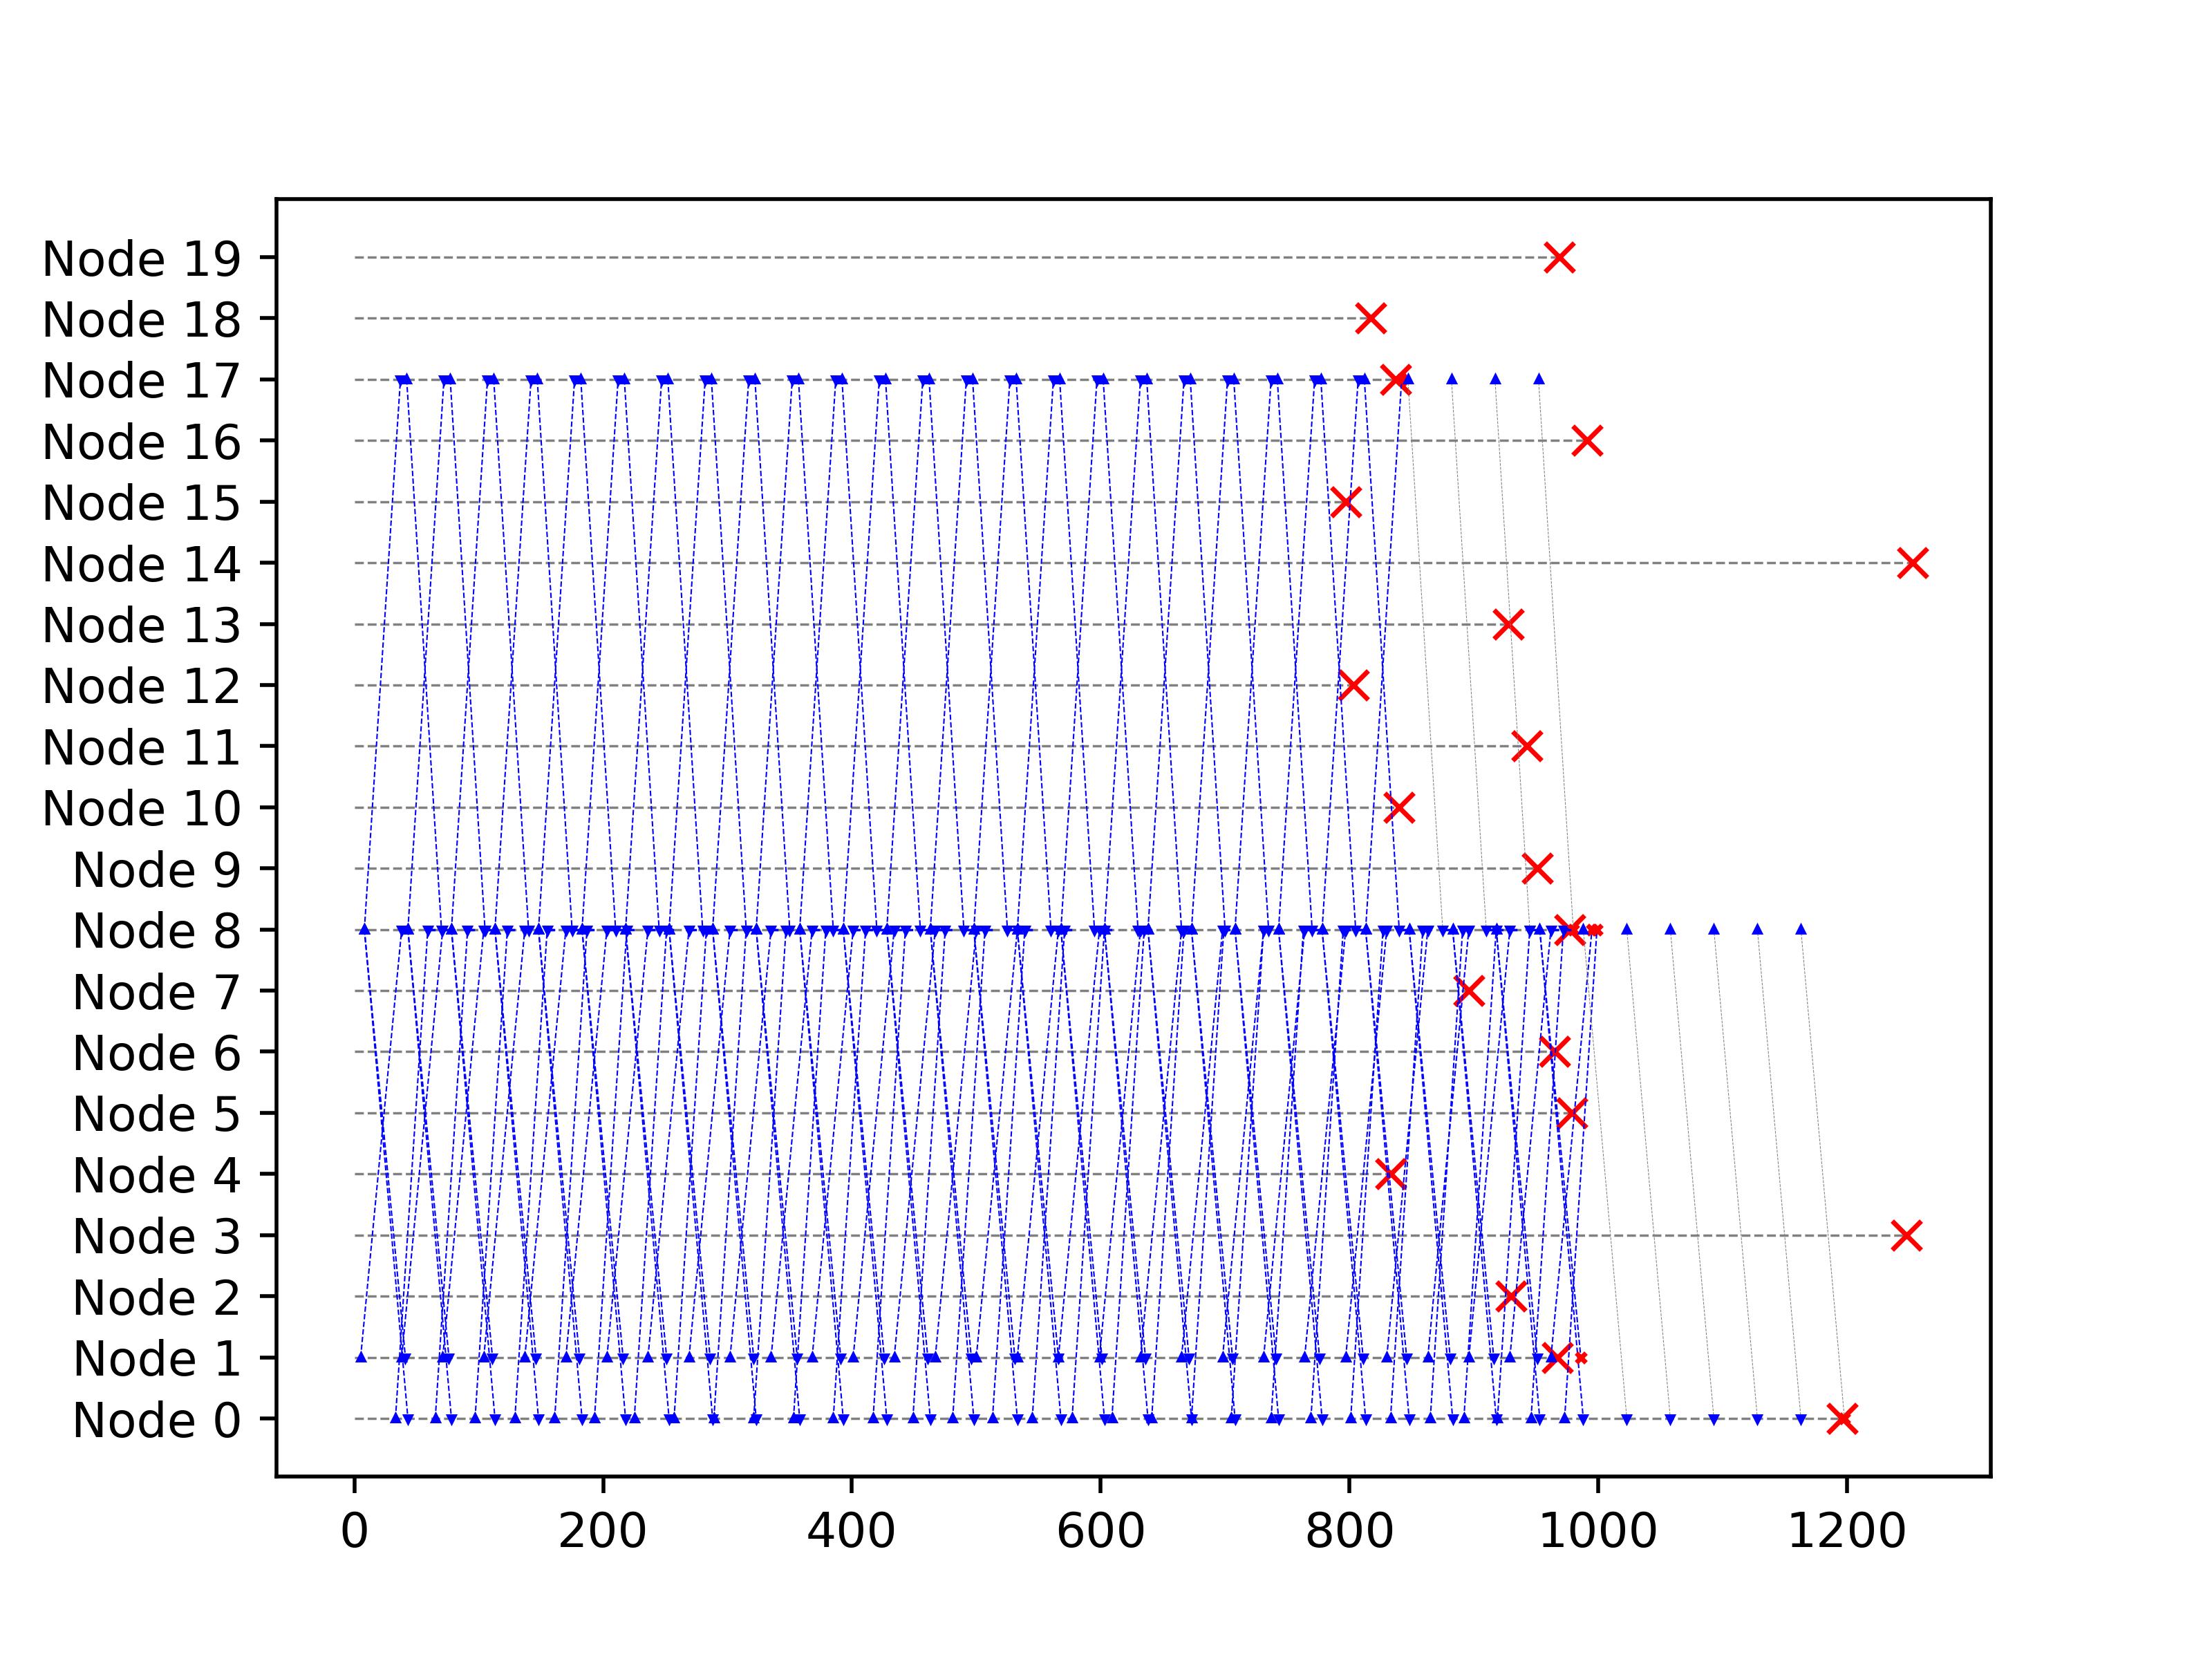 Node 19
Node 18
Node 17
Node 16
Node 15
Node 14
Node 13
Node 12
Node 11
Node 10
Node 9
Node 8
Node 7
Node 6
Node 5
Node 4
Node 3
Node 2
Node 1
Node 0
0 200 400 600 800 1000 1200